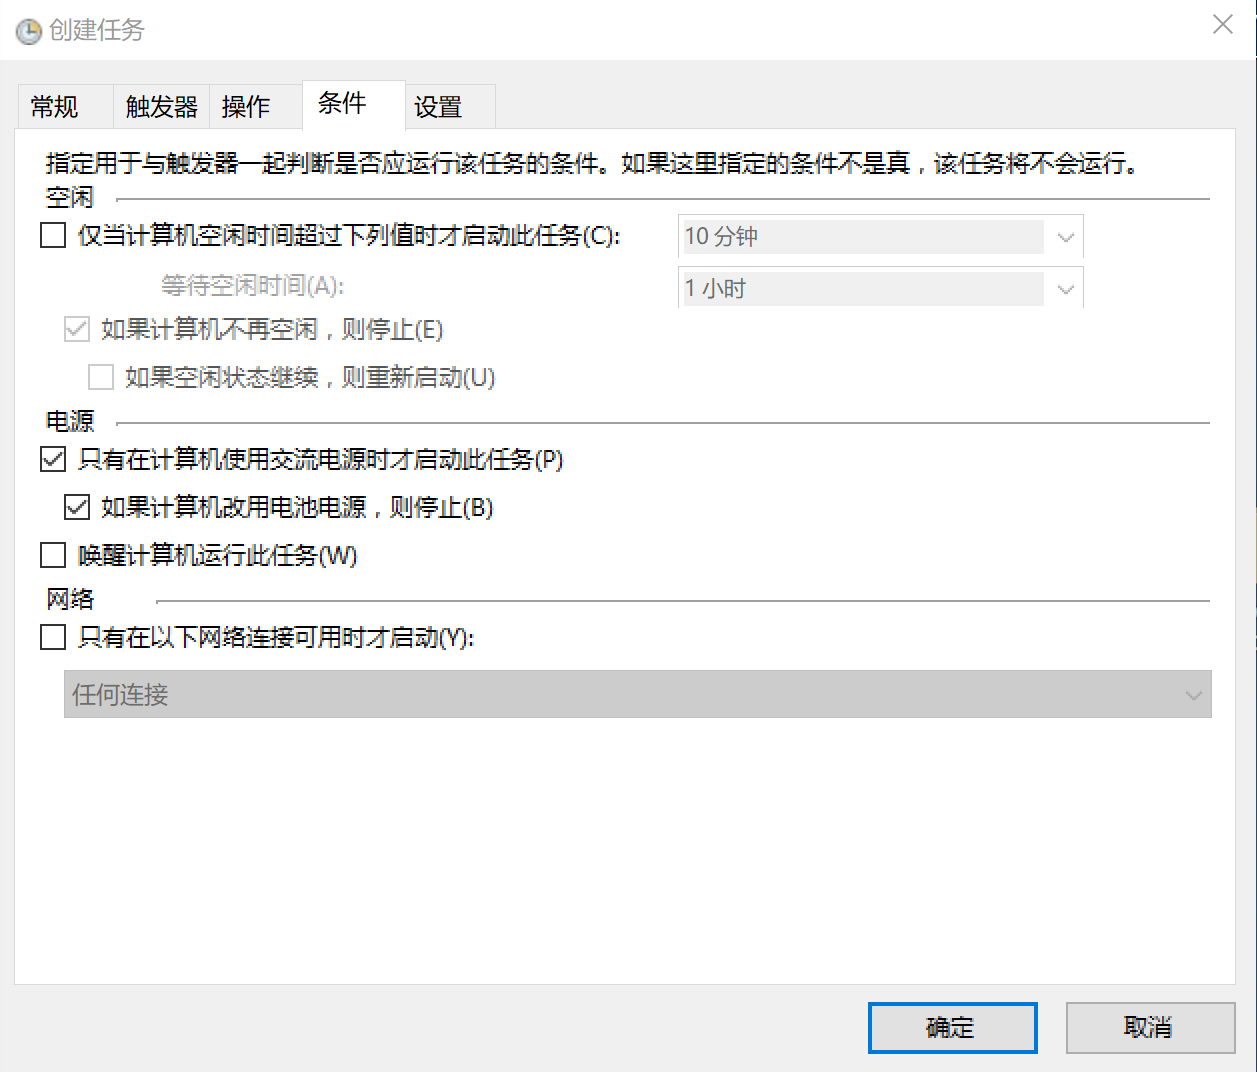 创建任务
常规 触发器 操作 条件 设置
指定用于与触发器一起判断是否应运行该任务的条件。如果这里指定的条件不是真，该任务将不会运行。
空闲
仅当计算机空闲时间超过下列值时才启动此任务(C): 10 分钟
等待空闲时间(A): 1 小时
如果计算机不再空闲，则停止(E)
如果空闲状态继续，则重新启动(U)
电源
只有在计算机使用交流电源时才启动此任务(P)
如果计算机改用电池电源，则停止(B)
唤醒计算机运行此任务(W)
网络
只有在以下网络连接可用时才启动(Y):
任何连接
确定 取消